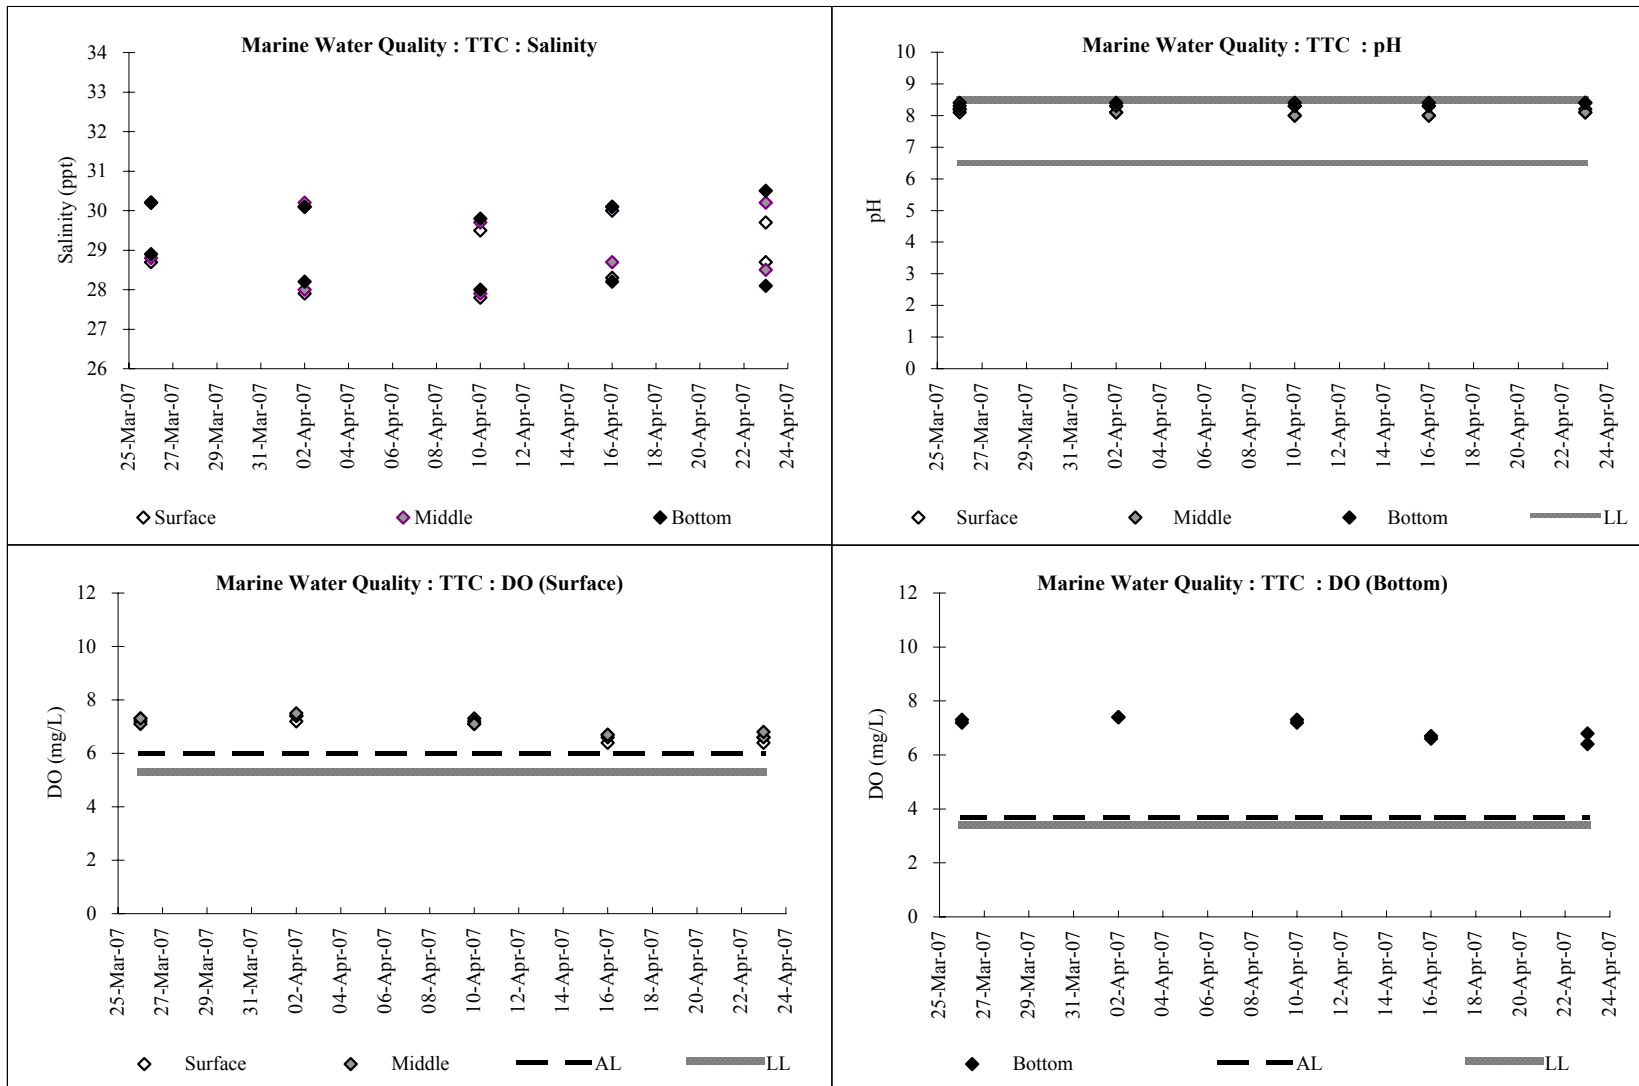 Marine Water Quality : TTC : Salinity
34
33
32
31
30
29
28
27
26
Salinity (ppt)
25-Mar-07
27-Mar-07
29-Mar-07
31-Mar-07
02-Apr-07
04-Apr-07
06-Apr-07
08-Apr-07
10-Apr-07
12-Apr-07
14-Apr-07
16-Apr-07
18-Apr-07
20-Apr-07
22-Apr-07
24-Apr-07
Surface Middle Bottom
Marine Water Quality : TTC : pH
10
9
8
7
6
5
4
3
2
1
0
pH
25-Mar-07
27-Mar-07
29-Mar-07
31-Mar-07
02-Apr-07
04-Apr-07
06-Apr-07
08-Apr-07
10-Apr-07
12-Apr-07
14-Apr-07
16-Apr-07
18-Apr-07
20-Apr-07
22-Apr-07
24-Apr-07
Surface Middle Bottom LL
Marine Water Quality : TTC : DO (Surface)
12
10
8
6
4
2
0
DO (mg/L)
25-Mar-07
27-Mar-07
29-Mar-07
31-Mar-07
02-Apr-07
04-Apr-07
06-Apr-07
08-Apr-07
10-Apr-07
12-Apr-07
14-Apr-07
16-Apr-07
18-Apr-07
20-Apr-07
22-Apr-07
24-Apr-07
Surface Middle AL LL
Marine Water Quality : TTC : DO (Bottom)
12
10
8
6
4
2
0
DO (mg/L)
25-Mar-07
27-Mar-07
29-Mar-07
31-Mar-07
02-Apr-07
04-Apr-07
06-Apr-07
08-Apr-07
10-Apr-07
12-Apr-07
14-Apr-07
16-Apr-07
18-Apr-07
20-Apr-07
22-Apr-07
24-Apr-07
Bottom AL LL